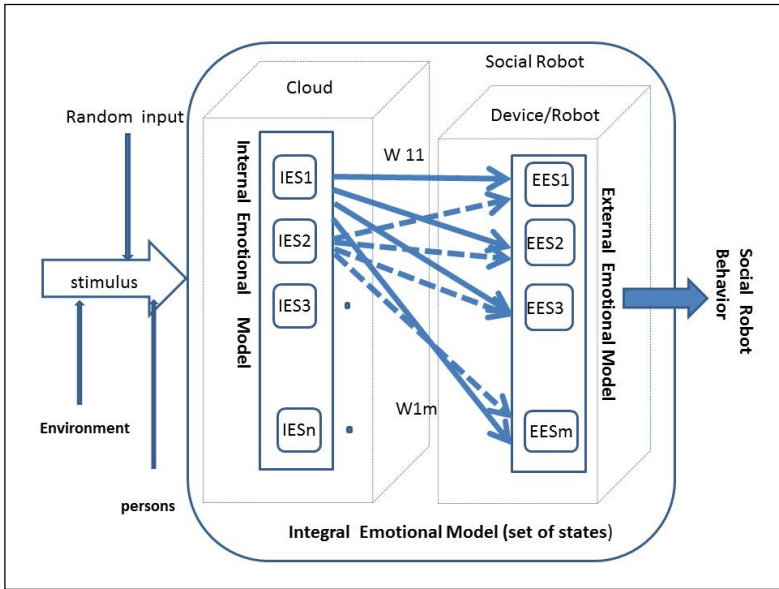 Social Robot
Cloud
Device/Robot
Random input
W 11
Internal Emotional Model
IES1
IES2
IES3
IESn
EES1
EES2
EES3
EESm
External Emotional Model
stimulus
Social Robot
Behavior
W1m
Environment
persons
Integral Emotional Model (set of states)